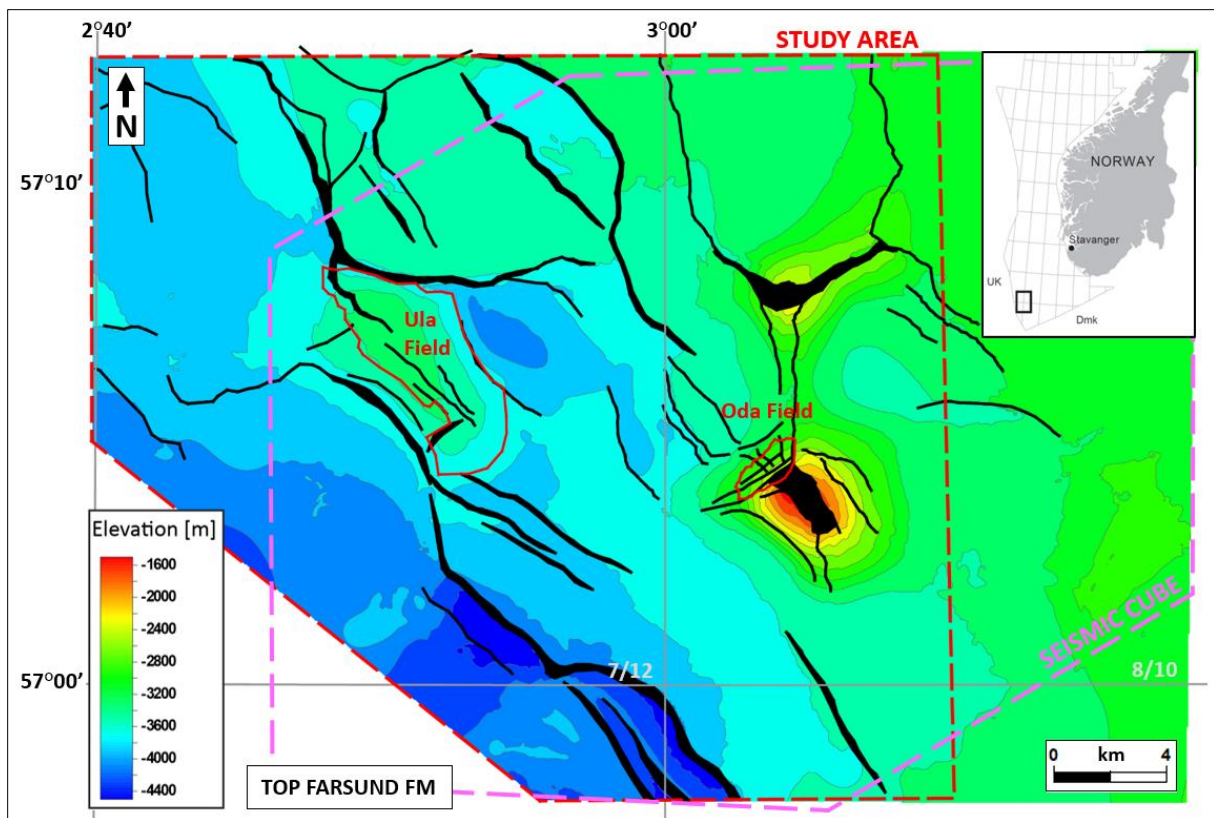 2°40'
3°00'
STUDY AREA
N
NORWAY
Stavanger
UK
Dmk
57°10'
Ula
Field
Oda Field
Elevation [m]
-1600
-2000
-2400
-2800
-3200
-3600
-4000
-4400
SEISMIC CUBE
57°00'
7/12
8/10
0 km 4
TOP FARSUND FM